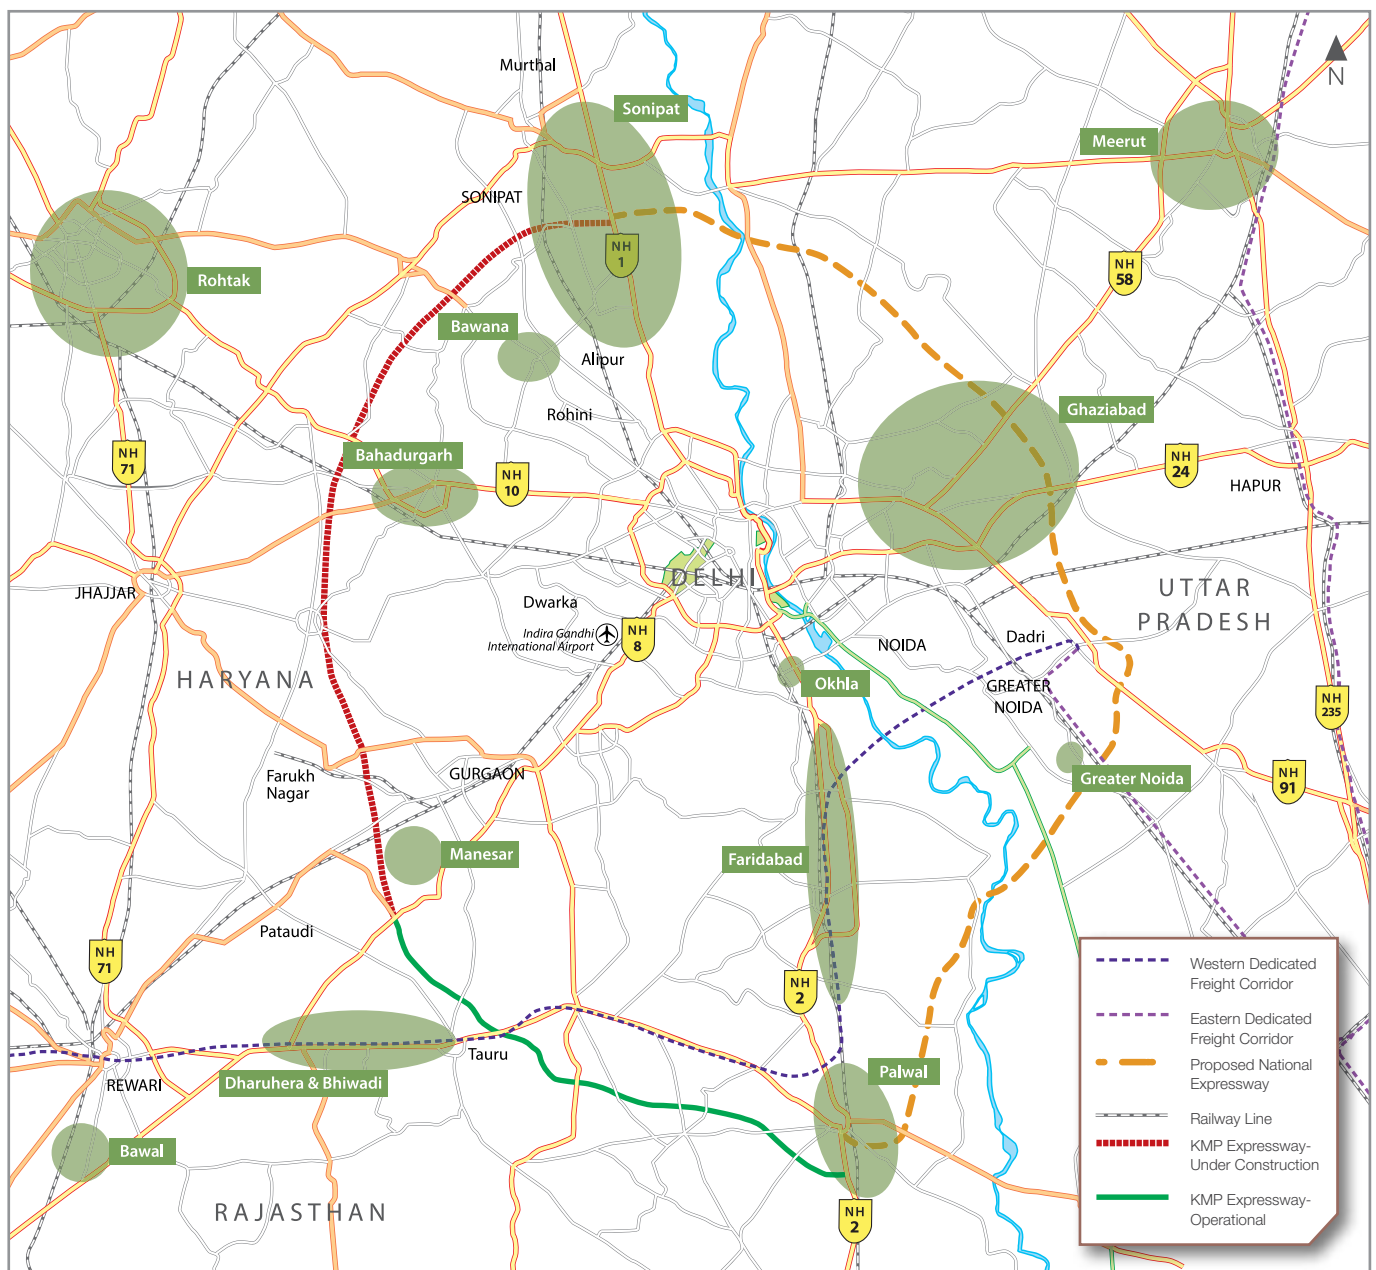 N
Murthal
Sonipat
Meerut
SONIPAT
NH
1
Rohtak
NH
58
Bawana
Alipur
Ghaziabad
Rohini
Bahadurgarh
NH
71
NH
10
NH
24
HAPUR
DELHI
UTTAR
PRADESH
JHAJJAR
Dwarka
Indira Gandhi
International Airport
NH
8
NOIDA
Dadri
HARYANA
Okhla
GREATER
NOIDA
NH
235
Farukh
Nagar
GURGAON
Greater Noida
NH
91
Manesar
Faridabad
Pataudi
NH
71
NH
2
Tauru
REWARI
Dharuhera & Bhiwadi
Palwal
Bawal
RAJASTHAN
NH
2
Western Dedicated
Freight Corridor
Eastern Dedicated
Freight Corridor
Proposed National
Expressway
Railway Line
KMP Expressway-
Under Construction
KMP Expressway-
Operational